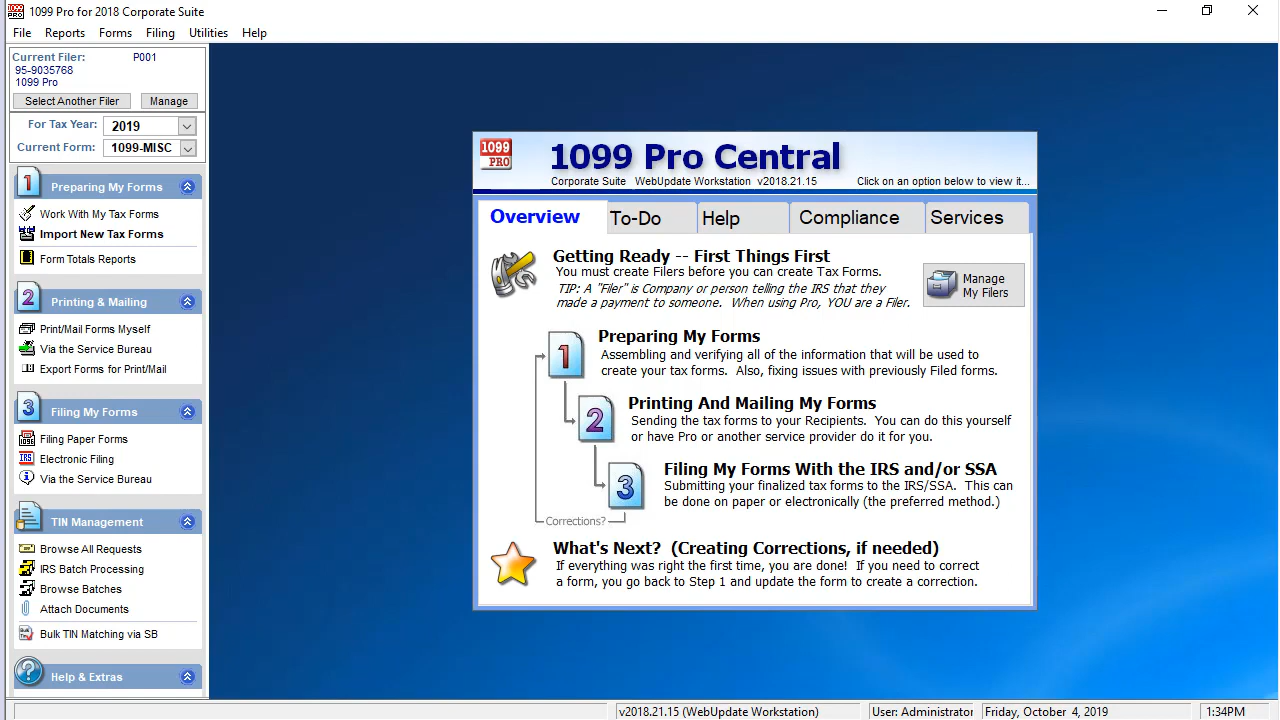 1099 Pro for 2018 Corporate Suite
File Reports Forms Filing Utilities Help
Current Filer: P001
95-9035768
1099 Pro
Select Another Filer Manage
For Tax Year: 2019
Current Form: 1099-MISC
1 Preparing My Forms
Work With My Tax Forms
Import New Tax Forms
Form Totals Reports
2 Printing & Mailing
Print/Mail Forms Myself
Via the Service Bureau
Export Forms for Print/Mail
3 Filing My Forms
Filing Paper Forms
IRS Electronic Filing
Via the Service Bureau
TIN Management
Browse All Requests
IRS Batch Processing
Browse Batches
Attach Documents
Bulk TIN Matching via SB
? Help & Extras
1099 PRO
1099 Pro Central
Corporate Suite WebUpdate Workstation v2018.21.15 Click on an option below to view it...
Overview To-Do Help Compliance Services
Getting Ready -- First Things First
You must create Filers before you can create Tax Forms.
TIP: A "Filer" is Company or person telling the IRS that they
made a payment to someone. When using Pro, YOU are a Filer.
Manage
My Filers
1 Preparing My Forms
Assembling and verifying all of the information that will be used to
create your tax forms. Also, fixing issues with previously Filed forms.
2 Printing And Mailing My Forms
Sending the tax forms to your Recipients. You can do this yourself
or have Pro or another service provider do it for you.
3 Filing My Forms With the IRS and/or SSA
Submitting your finalized tax forms to the IRS/SSA. This can
be done on paper or electronically (the preferred method.)
Corrections?
What's Next? (Creating Corrections, if needed)
If everything was right the first time, you are done! If you need to correct
a form, you go back to Step 1 and update the form to create a correction.
v2018.21.15 (WebUpdate Workstation) User: Administrator Friday, October 4, 2019 1:34PM